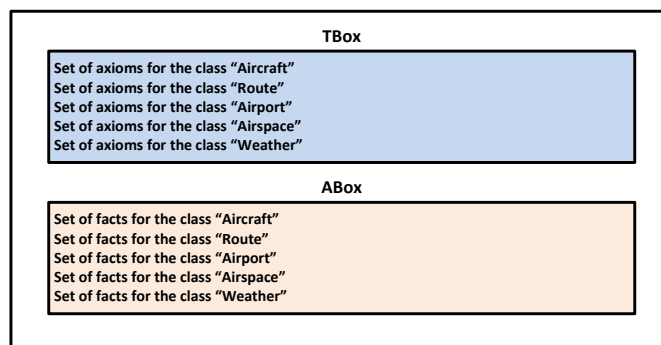 TBox
Set of axioms for the class “Aircraft”
Set of axioms for the class “Route”
Set of axioms for the class “Airport”
Set of axioms for the class “Airspace”
Set of axioms for the class “Weather”
ABox
Set of facts for the class “Aircraft”
Set of facts for the class “Route”
Set of facts for the class “Airport”
Set of facts for the class “Airspace”
Set of facts for the class “Weather”